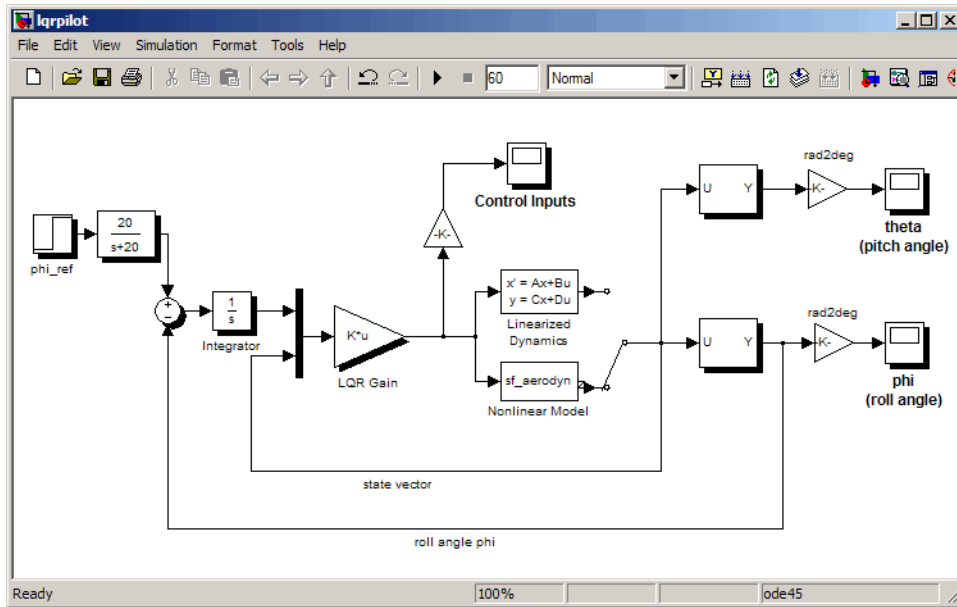 lqrpilot
File Edit View Simulation Format Tools Help
60 Normal
rad2deg
U Y
-K-
theta
(pitch angle)
Control Inputs
-K-
20
s+20
phi_ref
+
−
1
s
Integrator
K*u
LQR Gain
x' = Ax+Bu
y = Cx+Du
Linearized
Dynamics
sf_aerodyn
Nonlinear Model
rad2deg
U Y
-K-
phi
(roll angle)
state vector
roll angle phi
Ready 100% ode45